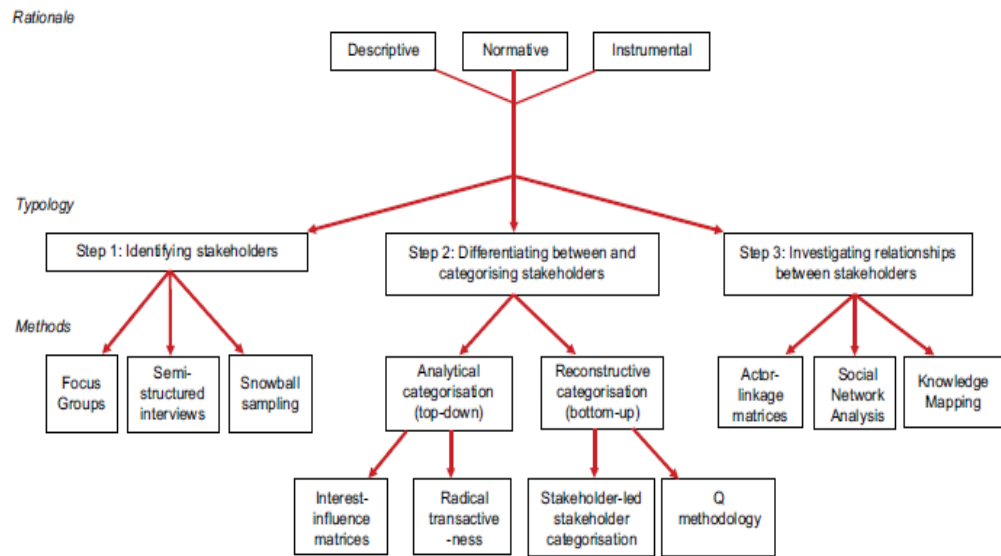 Rationale
Descriptive
Normative
Instrumental
Typology
Step 1: Identifying stakeholders
Step 2: Differentiating between and
categorising stakeholders
Step 3: Investigating relationships
between stakeholders
Methods
Focus
Groups
Semi-
structured
interviews
Snowball
sampling
Analytical
categorisation
(top-down)
Reconstructive
categorisation
(bottom-up)
Actor-
linkage
matrices
Social
Network
Analysis
Knowledge
Mapping
Interest-
influence
matrices
Radical
transactive
-ness
Stakeholder-led
stakeholder
categorisation
Q
methodology